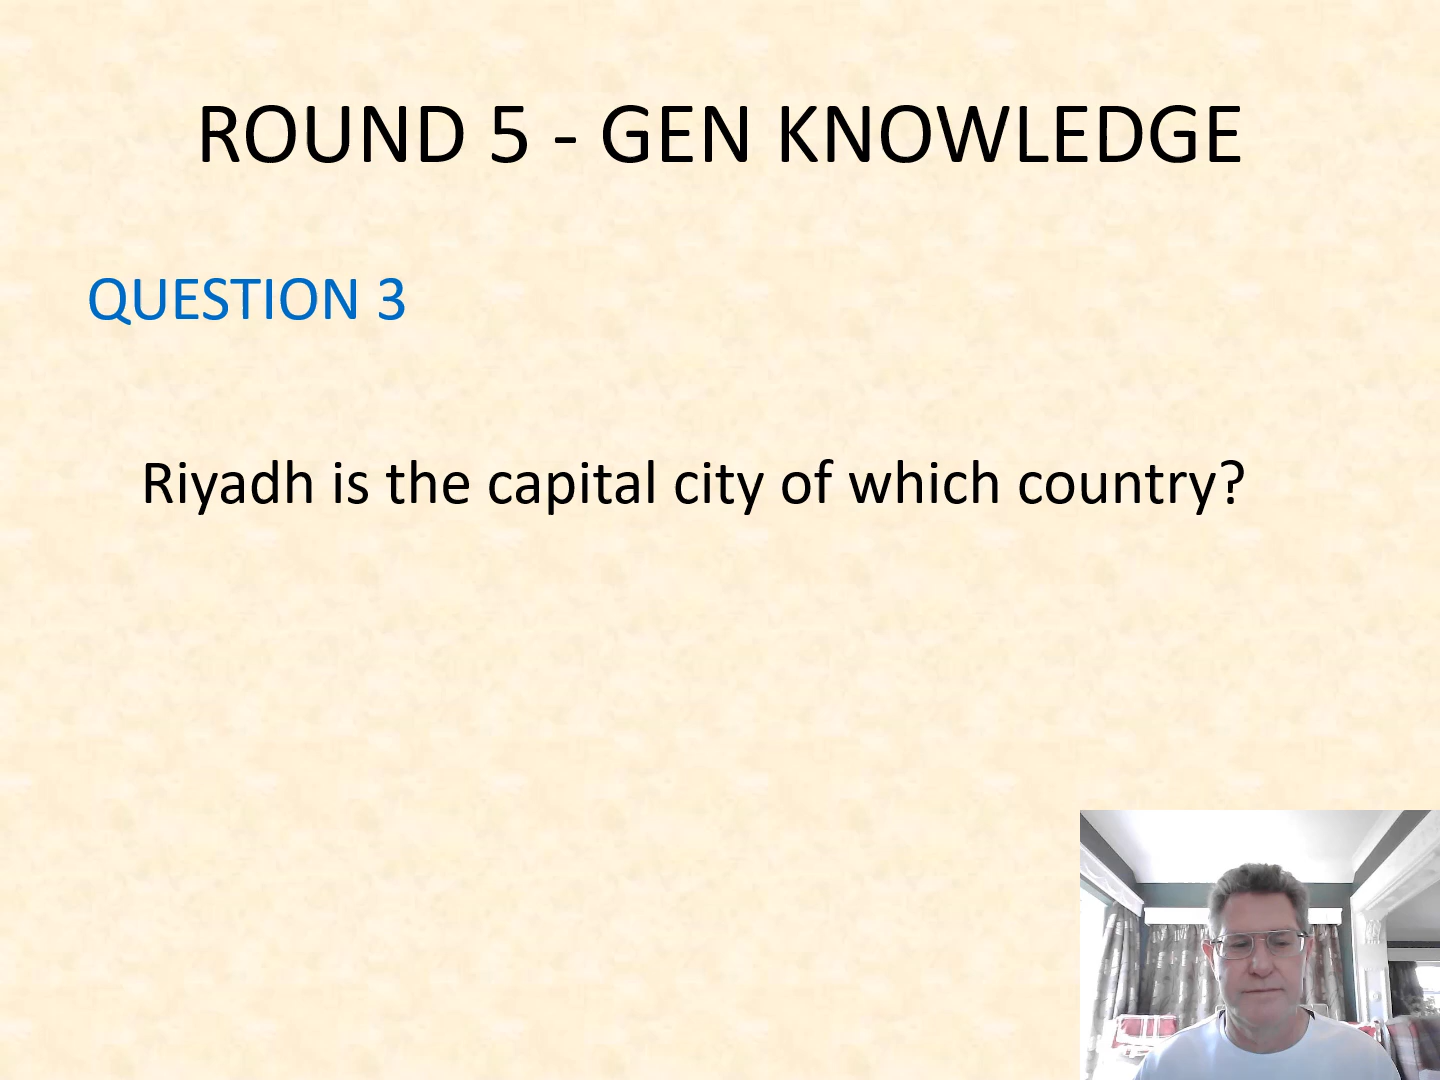 ROUND 5 - GEN KNOWLEDGE
QUESTION 3
Riyadh is the capital city of which country?